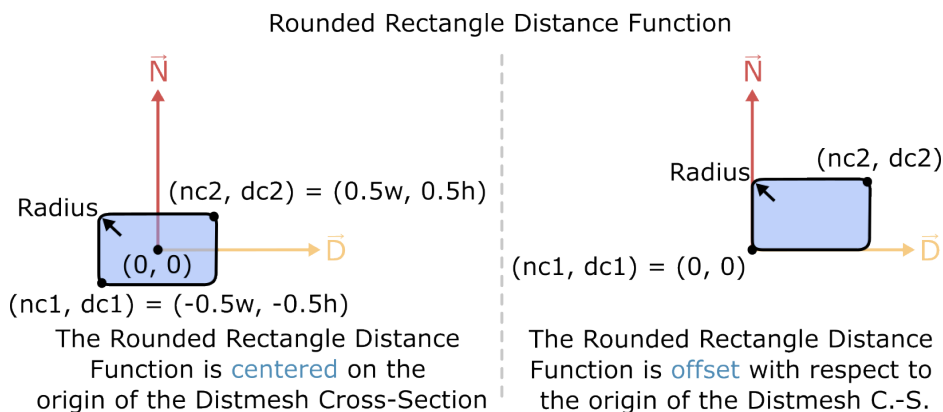 Rounded Rectangle Distance Function
N
(nc2, dc2) = (0.5w, 0.5h)
Radius
D
(0, 0)
(nc1, dc1) = (-0.5w, -0.5h)
The Rounded Rectangle Distance
Function is centered on the
origin of the Distmesh Cross-Section
N
(nc2, dc2)
Radius
D
(nc1, dc1) = (0, 0)
The Rounded Rectangle Distance
Function is offset with respect to
the origin of the Distmesh C.-S.